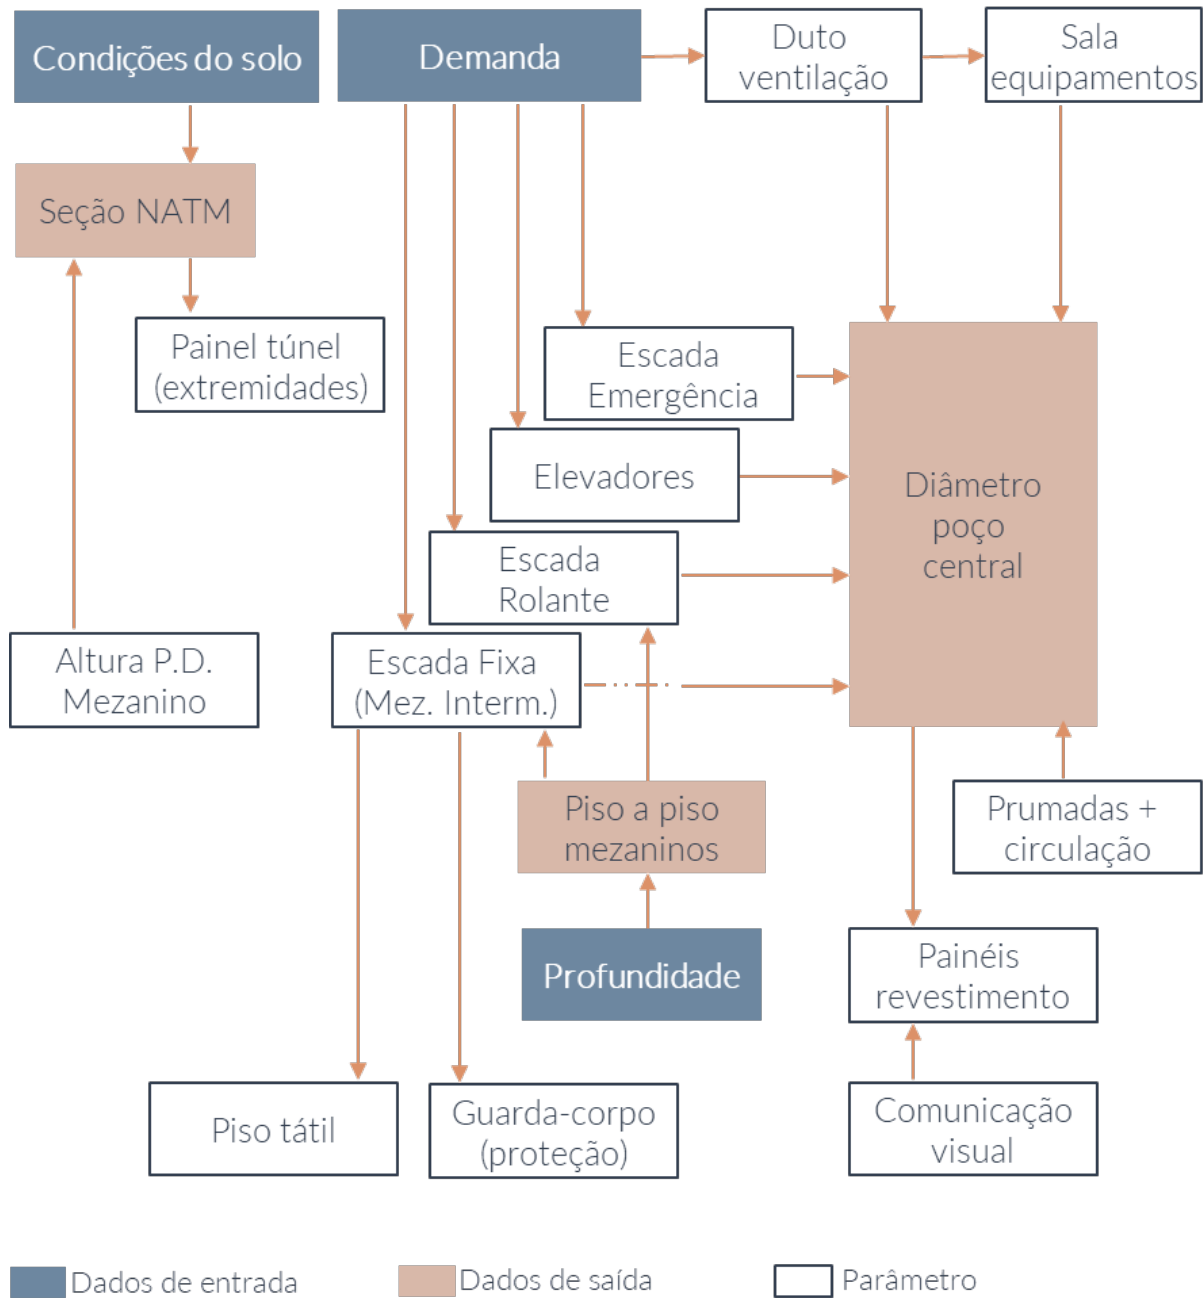 Condições do solo
Demanda
Duto
ventilação
Sala
equipamentos
Seção NATM
Painel túnel
(extremidades)
Escada
Emergência
Elevadores
Diâmetro
poço
central
Escada
Rolante
Altura P.D.
Mezanino
Escada Fixa
(Mez. Interm.)
Piso a piso
mezaninos
Prumadas +
circulação
Profundidade
Painéis
revestimento
Piso tátil
Guarda-corpo
(proteção)
Comunicação
visual
Dados de entrada
Dados de saída
Parâmetro